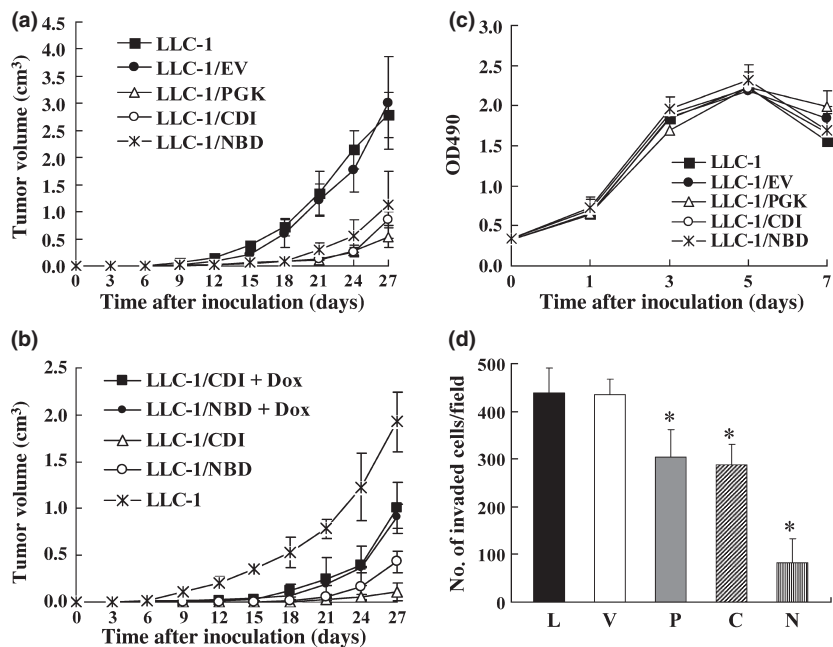 (a)
4.5
4.0
3.5
3.0
2.5
2.0
1.5
1.0
0.5
0.0
Tumor volume (cm³)
LLC-1
LLC-1/EV
LLC-1/PGK
LLC-1/CDI
LLC-1/NBD
0 3 6 9 12 15 18 21 24 27
Time after inoculation (days)
(b)
2.5
2.0
1.5
1.0
0.5
0.0
Tumor volume (cm³)
LLC-1/CDI + Dox
LLC-1/NBD + Dox
LLC-1/CDI
LLC-1/NBD
LLC-1
0 3 6 9 12 15 18 21 24 27
Time after inoculation (days)
(c)
3.0
2.5
2.0
1.5
1.0
0.5
0.0
OD490
LLC-1
LLC-1/EV
LLC-1/PGK
LLC-1/CDI
LLC-1/NBD
0 1 3 5 7
Time after inoculation (days)
(d)
500
400
300
200
100
0
No. of invaded cells/field
* * *
L V P C N